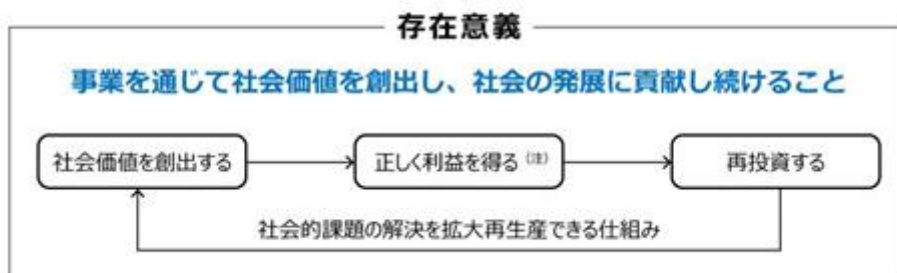 存在意義
事業を通じて社会価値を創出し、社会の発展に貢献し続けること
社会価値を創出する
正しく利益を得る (注)
再投資する
社会的課題の解決を拡大再生産できる仕組み